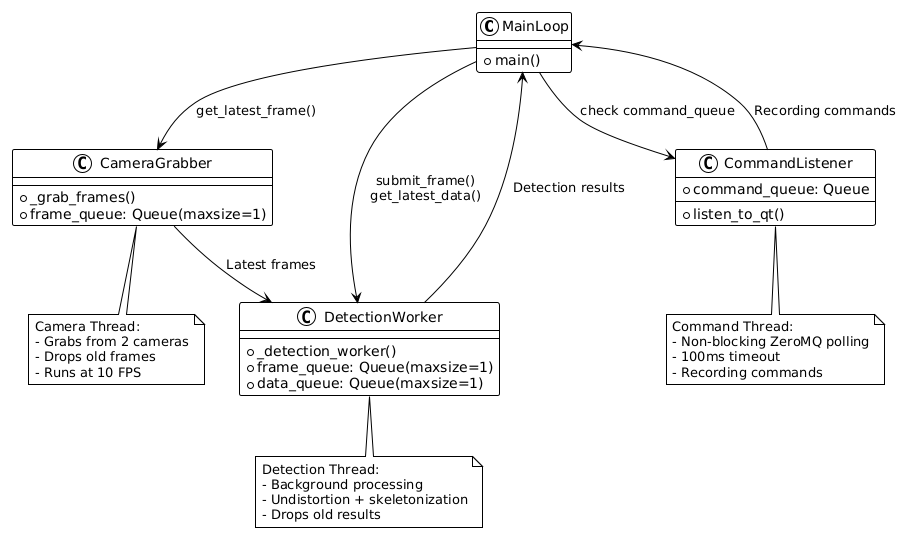 C MainLoop
main()
get_latest_frame()
check command_queue
Recording commands
C CameraGrabber
_grab_frames()
frame_queue: Queue(maxsize=1)
submit_frame()
get_latest_data()
Detection results
C CommandListener
command_queue: Queue
listen_to_qt()
Latest frames
Camera Thread:
- Grabs from 2 cameras
- Drops old frames
- Runs at 10 FPS
C DetectionWorker
_detection_worker()
frame_queue: Queue(maxsize=1)
data_queue: Queue(maxsize=1)
Command Thread:
- Non-blocking ZeroMQ polling
- 100ms timeout
- Recording commands
Detection Thread:
- Background processing
- Undistortion + skeletonization
- Drops old results